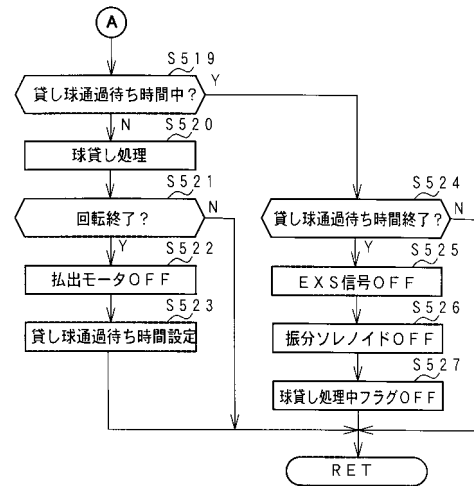 A
S519
貸し球通過待ち時間中?
Y
N
S520
球貸し処理
S521
回転終了?
N
Y
S522
払出モータOFF
S523
貸し球通過待ち時間設定
S524
貸し球通過待ち時間終了?
N
Y
S525
EXS信号OFF
S526
振分ソレノイドOFF
S527
球貸し処理中フラグOFF
RET